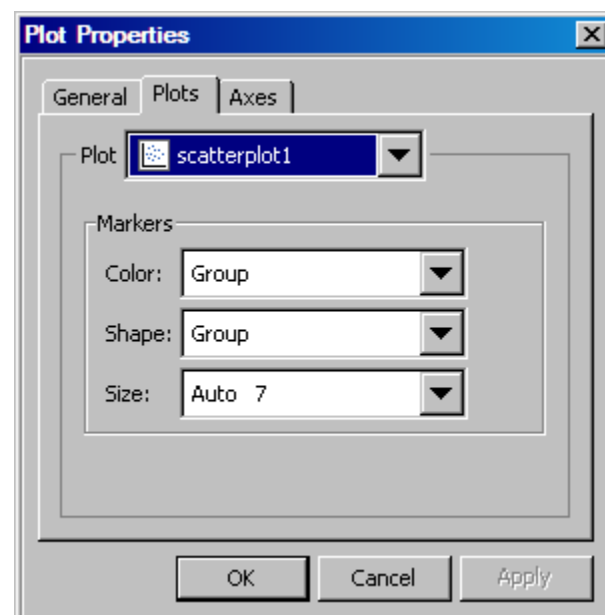 Plot Properties
General Plots Axes
Plot scatterplot1
Markers
Color: Group
Shape: Group
Size: Auto 7
OK Cancel Apply